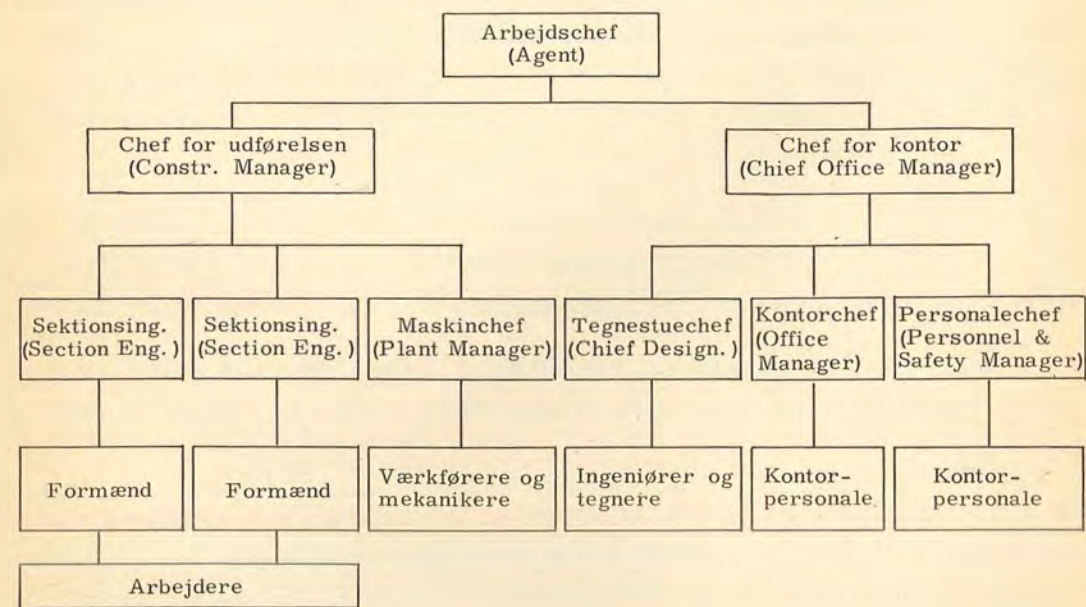 Arbejdschef
(Agent)
Chef for udførelsen
(Constr. Manager)
Chef for kontor
(Chief Office Manager)
Sektionsing.
(Section Eng.)
Sektionsing.
(Section Eng.)
Maskinchef
(Plant Manager)
Tegnestuechef
(Chief Design.)
Kontorchef
(Office
Manager)
Personalechef
(Personnel &
Safety Manager)
Formænd
Formænd
Værkførere og
mekanikere
Ingeniører og
tegnere
Kontor-
personale
Kontor-
personale
Arbejdere